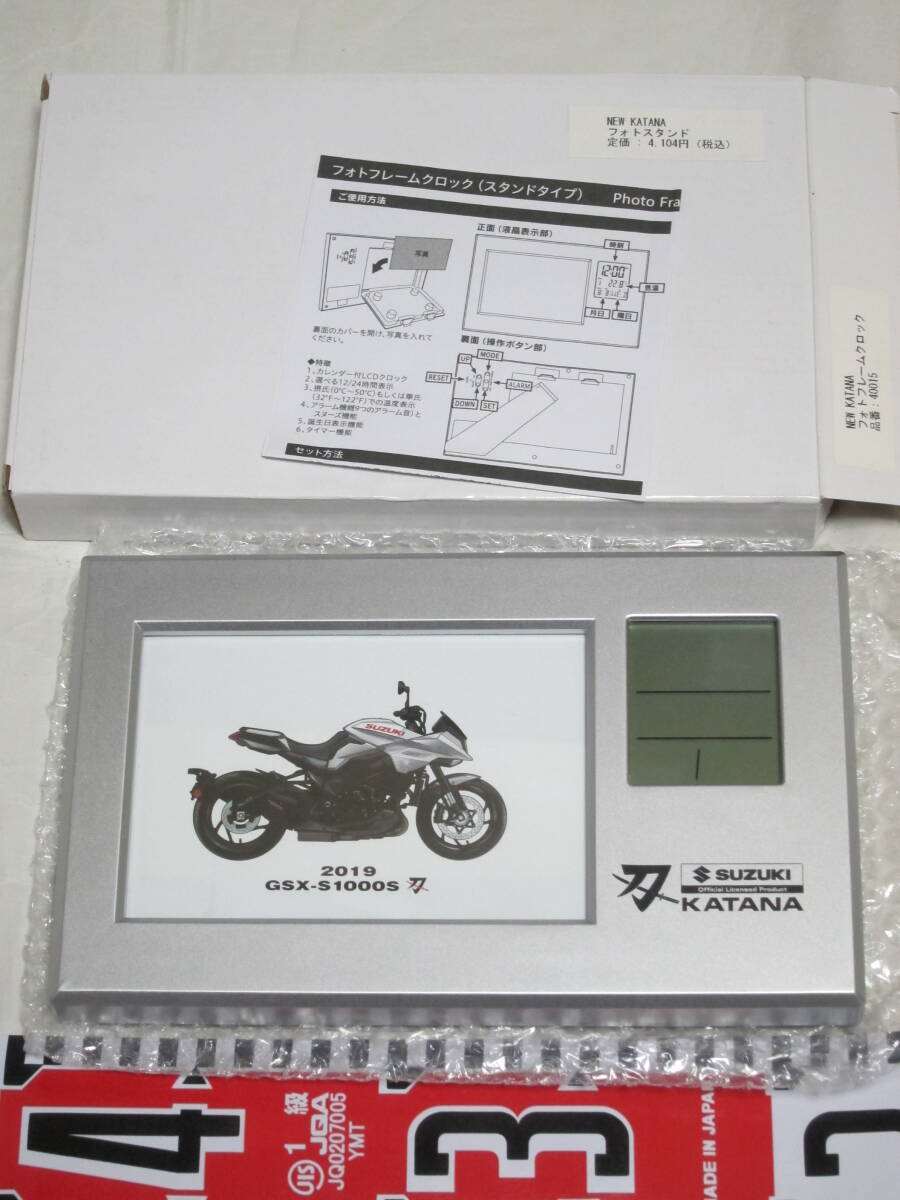 NEW KATANA
フォトスタンド
定価 : 4.104円 (税込)
フォトフレームクロック (スタンドタイプ) Photo Fra
ご使用方法
写真
裏面のカバーを開け、写真を入れて
ください。
◆特徴
1、カレンダー付LCDクロック
2、選べる12/24時間表示
3、摂氏(0℃～50℃)もしくは華氏
(32°F～122°F)での温度表示
4、アラーム機能9つのアラーム音)と
スヌーズ機能
5、誕生日表示機能
6、タイマー機能
セット方法
正面 (液晶表示部)
時刻
12:00
22.8
気温
月日
曜日
裏面 (操作ボタン部)
UP
MODE
RESET
ALARM
DOWN
SET
NEW KATANA
フォトフレームクロック
品番 : 40015
SUZUKI
2019
GSX-S1000S 刀
刀
SUZUKI
Official Licensed Product
KATANA
4
JIS
1級
JQA
JQ0207005
YMT
3
MADE IN JAPAN